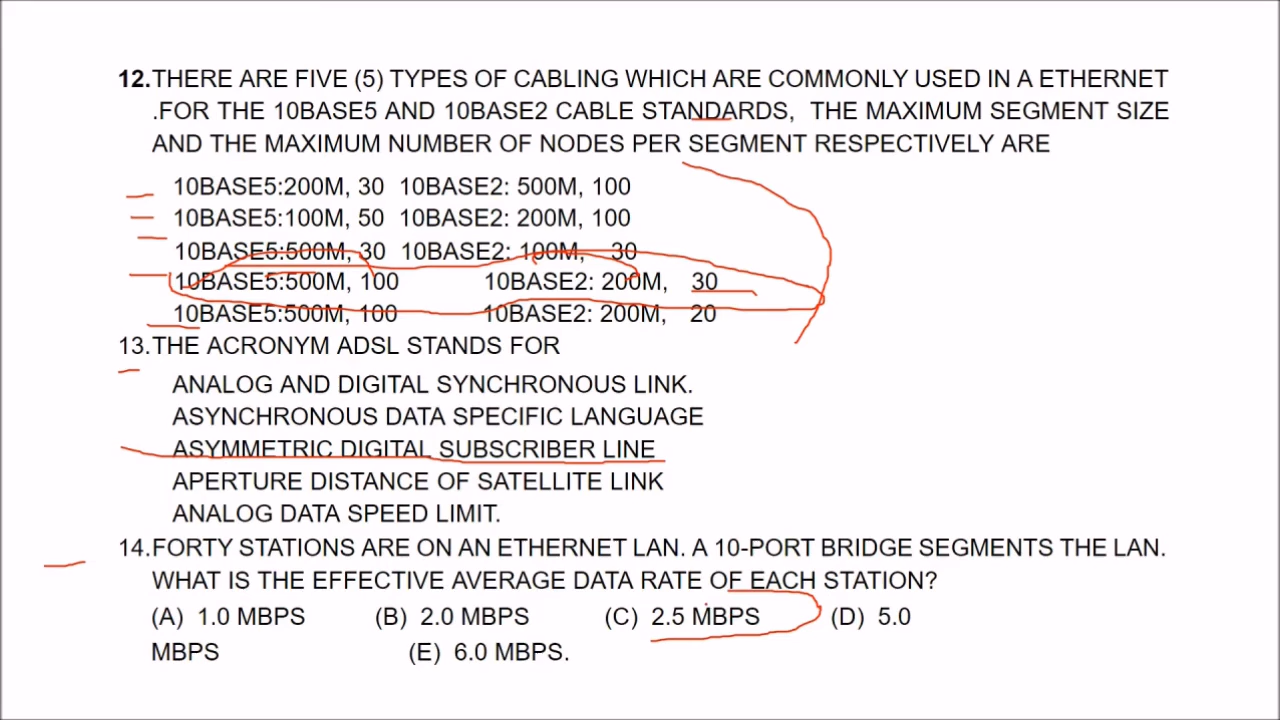 12.THERE ARE FIVE (5) TYPES OF CABLING WHICH ARE COMMONLY USED IN A ETHERNET
.FOR THE 10BASE5 AND 10BASE2 CABLE STANDARDS, THE MAXIMUM SEGMENT SIZE
AND THE MAXIMUM NUMBER OF NODES PER SEGMENT RESPECTIVELY ARE
10BASE5:200M, 30 10BASE2: 500M, 100
10BASE5:100M, 50 10BASE2: 200M, 100
10BASE5:500M, 30 10BASE2: 100M, 30
10BASE5:500M, 100 10BASE2: 200M, 30
10BASE5:500M, 100 10BASE2: 200M, 20
13.THE ACRONYM ADSL STANDS FOR
ANALOG AND DIGITAL SYNCHRONOUS LINK.
ASYNCHRONOUS DATA SPECIFIC LANGUAGE
ASYMMETRIC DIGITAL SUBSCRIBER LINE
APERTURE DISTANCE OF SATELLITE LINK
ANALOG DATA SPEED LIMIT.
14.FORTY STATIONS ARE ON AN ETHERNET LAN. A 10-PORT BRIDGE SEGMENTS THE LAN.
WHAT IS THE EFFECTIVE AVERAGE DATA RATE OF EACH STATION?
(A) 1.0 MBPS (B) 2.0 MBPS (C) 2.5 MBPS (D) 5.0
MBPS (E) 6.0 MBPS.